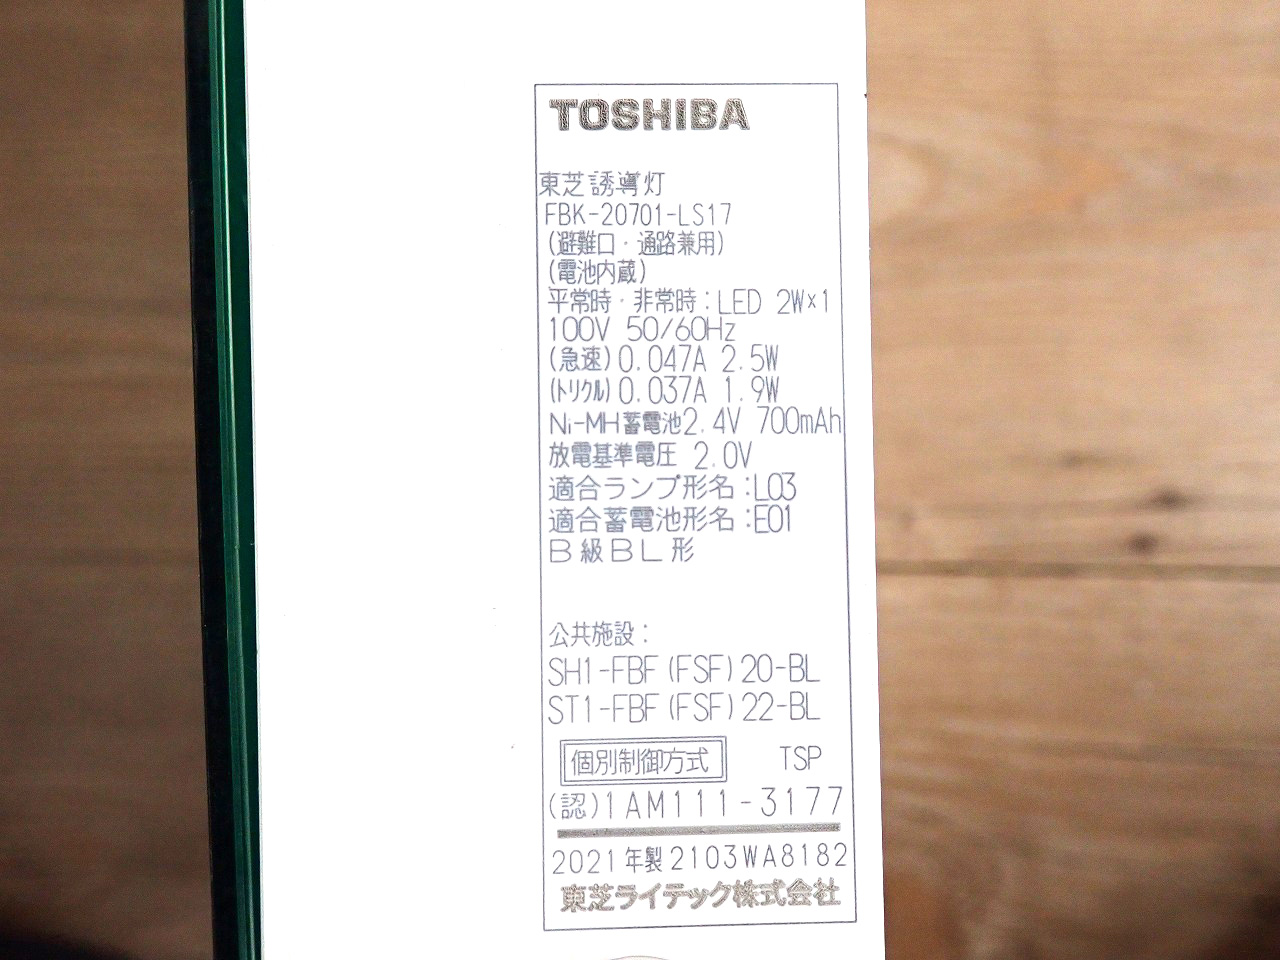 TOSHIBA
東芝誘導灯
FBK-20701-LS17
(避難口・通路兼用)
(電池内蔵)
平常時・非常時:LED 2W×1
100V 50/60Hz
(急速)0.047A 2.5W
(トリクル)0.037A 1.9W
Ni-MH蓄電池2.4V 700mAh
放電基準電圧 2.0V
適合ランプ形名:L03
適合蓄電池形名:E01
B級BL形
公共施設:
SH1-FBF(FSF)20-BL
ST1-FBF(FSF)22-BL
個別制御方式 TSP
(認)1AM111-3177
2021年製2103WA8182
東芝ライテック株式会社